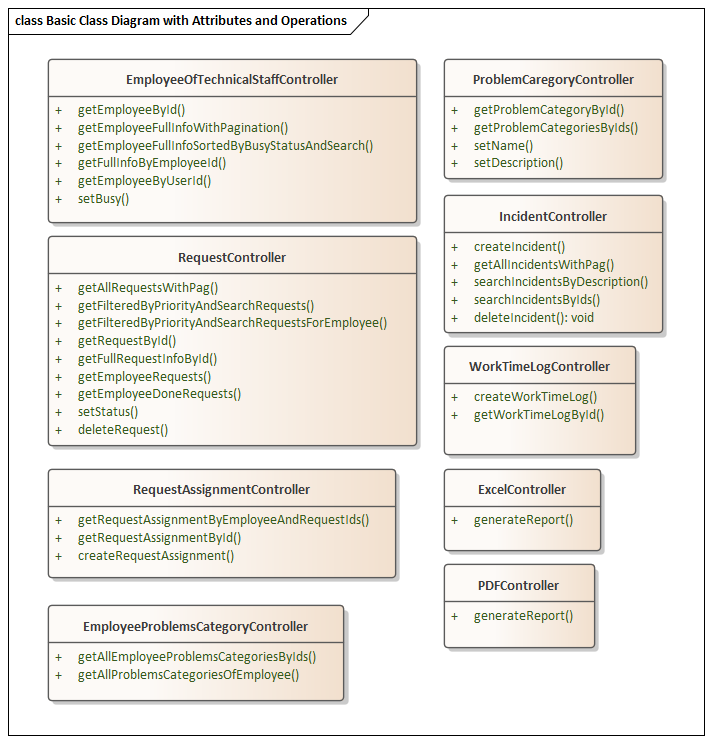 class Basic Class Diagram with Attributes and Operations
EmployeeOfTechnicalStaffController
+ getEmployeeById()
+ getEmployeeFullInfoWithPagination()
+ getEmployeeFullInfoSortedByBusyStatusAndSearch()
+ getFullInfoByEmployeeId()
+ getEmployeeByUserId()
+ setBusy()
RequestController
+ getAllRequestsWithPag()
+ getFilteredByPriorityAndSearchRequests()
+ getFilteredByPriorityAndSearchRequestsForEmployee()
+ getRequestById()
+ getFullRequestInfoById()
+ getEmployeeRequests()
+ getEmployeeDoneRequests()
+ setStatus()
+ deleteRequest()
RequestAssignmentController
+ getRequestAssignmentByEmployeeAndRequestIds()
+ getRequestAssignmentById()
+ createRequestAssignment()
EmployeeProblemsCategoryController
+ getAllEmployeeProblemsCategoriesByIds()
+ getAllProblemsCategoriesOfEmployee()
ProblemCaregoryController
+ getProblemCategoryById()
+ getProblemCategoriesByIds()
+ setName()
+ setDescription()
IncidentController
+ createIncident()
+ getAllIncidentsWithPag()
+ searchIncidentsByDescription()
+ searchIncidentsByIds()
+ deleteIncident(): void
WorkTimeLogController
+ createWorkTimeLog()
+ getWorkTimeLogById()
ExcelController
+ generateReport()
PDFController
+ generateReport()